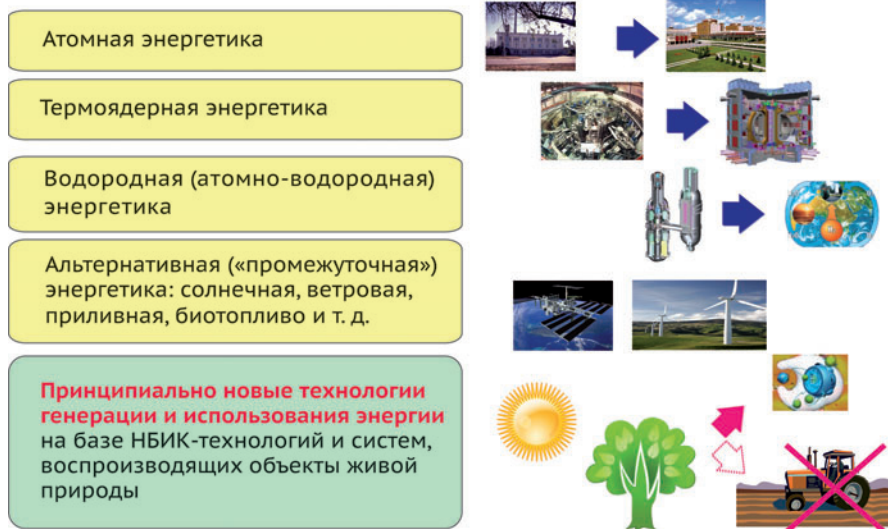 Атомная энергетика
Термоядерная энергетика
Водородная (атомно-водородная)
энергетика
Альтернативная («промежуточная»)
энергетика: солнечная, ветровая,
приливная, биотопливо и т. д.
Принципиально новые технологии
генерации и использования энергии
на базе НБИК-технологий и систем,
воспроизводящих объекты живой
природы